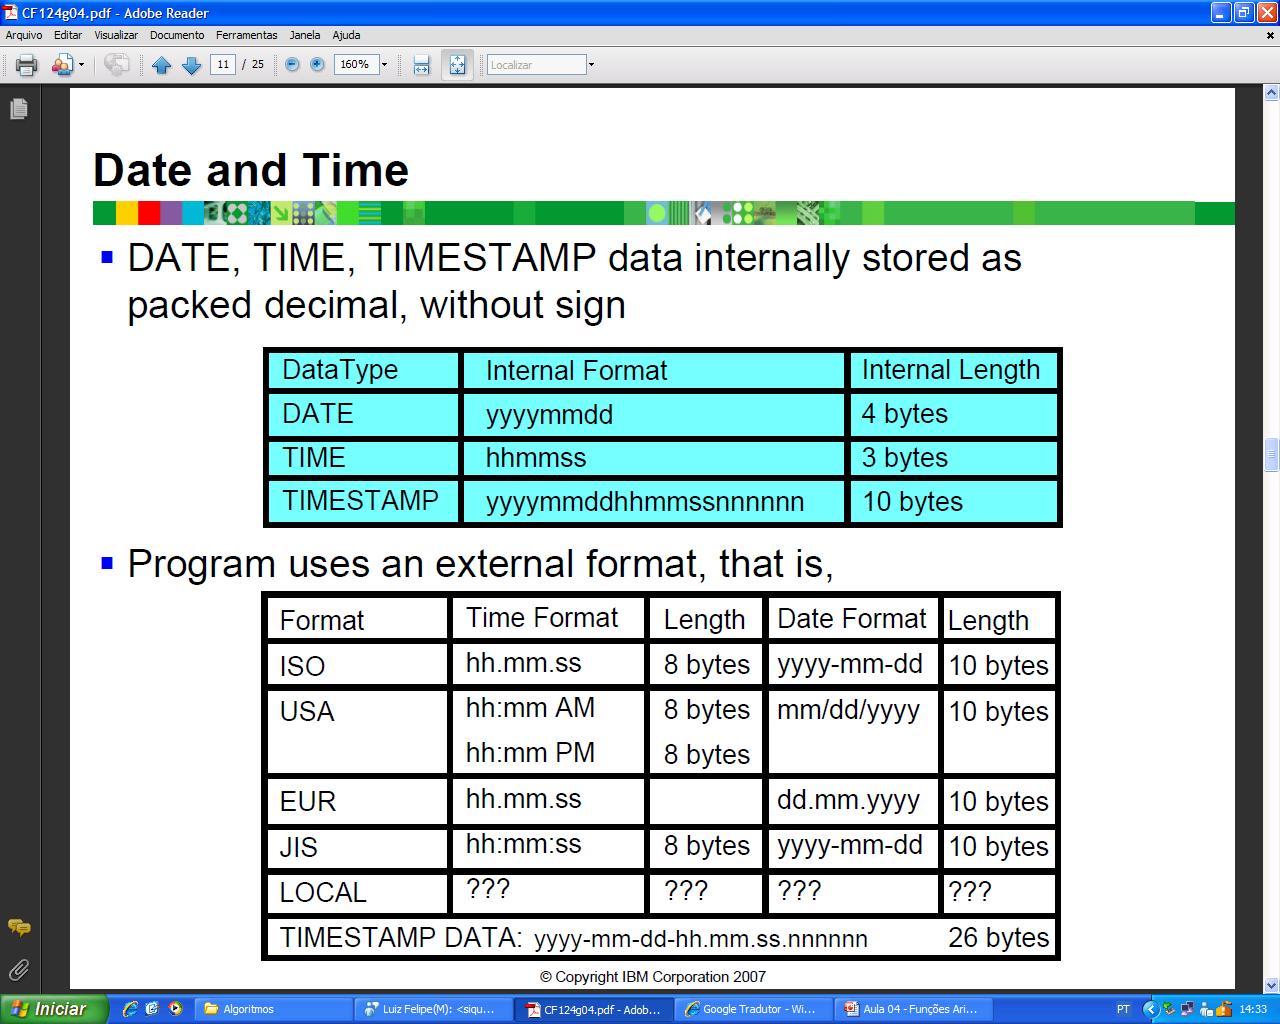 CF124g04.pdf - Adobe Reader
Arquivo Editar Visualizar Documento Ferramentas Janela Ajuda
11 / 25 160% Localizar
Date and Time
DATE, TIME, TIMESTAMP data internally stored as
packed decimal, without sign
DataType Internal Format Internal Length
DATE yyyymmdd 4 bytes
TIME hhmmss 3 bytes
TIMESTAMP yyyymmddhhmmssnnnnnn 10 bytes
Program uses an external format, that is,
Format Time Format Length Date Format Length
ISO hh.mm.ss 8 bytes yyyy-mm-dd 10 bytes
USA hh:mm AM 8 bytes mm/dd/yyyy 10 bytes
hh:mm PM 8 bytes
EUR hh.mm.ss dd.mm.yyyy 10 bytes
JIS hh:mm:ss 8 bytes yyyy-mm-dd 10 bytes
LOCAL ??? ??? ??? ???
TIMESTAMP DATA: yyyy-mm-dd-hh.mm.ss.nnnnnn 26 bytes
© Copyright IBM Corporation 2007
Iniciar Algoritmos Luiz Felipe(M): <siqu... CF124g04.pdf - Adob... Google Tradutor - Wi... Aula 04 - Funções Ari... PT 14:33